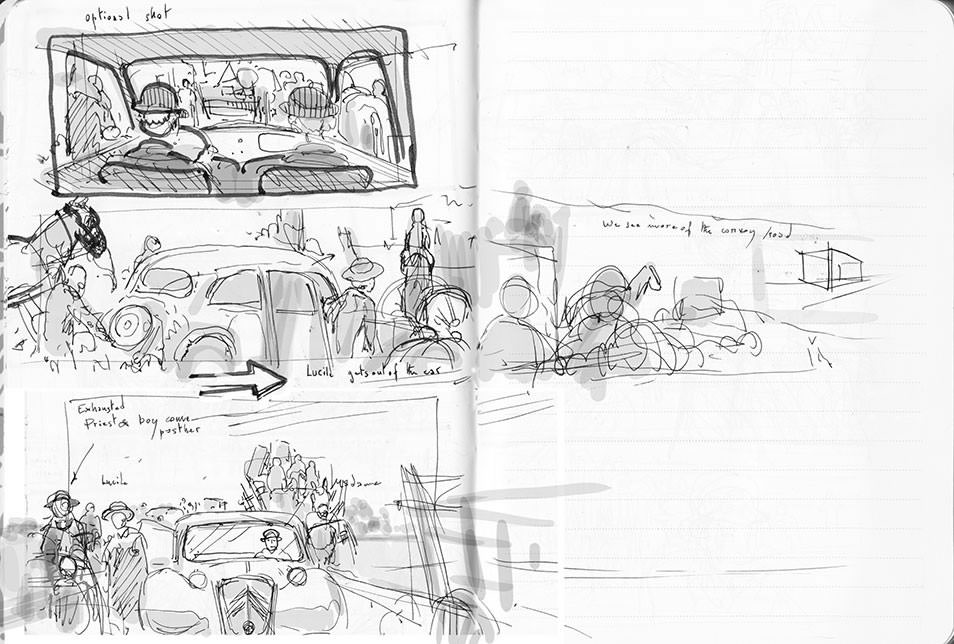 optional shot
We see more of the convoy / road
Lucile gets out of the car
Exhausted
Priest & boy come
Lucile
Madame